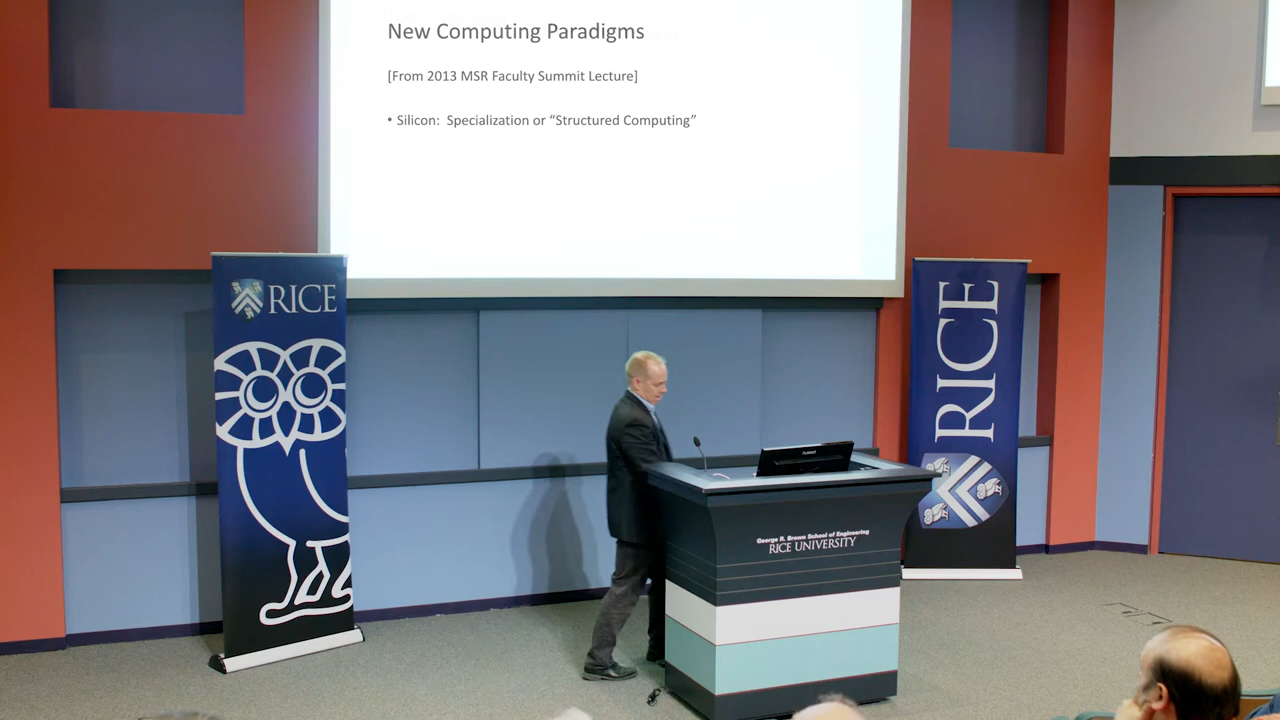 New Computing Paradigms
[From 2013 MSR Faculty Summit Lecture]
• Silicon: Specialization or “Structured Computing”
RICE
RICE
George R. Brown School of Engineering
RICE UNIVERSITY